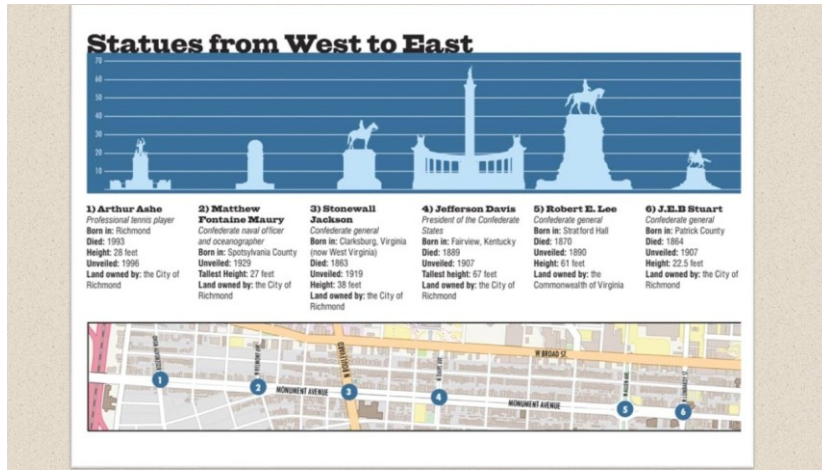 Statues from West to East
70
60
50
40
30
20
10
1) Arthur Ashe
Professional tennis player
Born in: Richmond
Died: 1993
Height: 28 feet
Unveiled: 1996
Land owned by: the City of
Richmond
2) Matthew
Fontaine Maury
Confederate naval officer
and oceanographer
Born in: Spotsylvania County
Unveiled: 1929
Tallest Height: 27 feet
Land owned by: the City of
Richmond
3) Stonewall
Jackson
Confederate general
Born in: Clarksburg, Virginia
(now West Virginia)
Died: 1863
Unveiled: 1919
Height: 38 feet
Land owned by: the City of
Richmond
4) Jefferson Davis
President of the Confederate
States
Born in: Fairview, Kentucky
Died: 1889
Unveiled: 1907
Tallest height: 67 feet
Land owned by: the City of
Richmond
5) Robert E. Lee
Confederate general
Born in: Stratford Hall
Died: 1870
Unveiled: 1890
Height: 61 feet
Land owned by: the
Commonwealth of Virginia
6) J.E.B Stuart
Confederate general
Born in: Patrick County
Died: 1864
Unveiled: 1907
Height: 22.5 feet
Land owned by: the City of
Richmond
W BROAD ST.
1
2
MONUMENT AVENUE
3
4
MONUMENT AVENUE
5
6